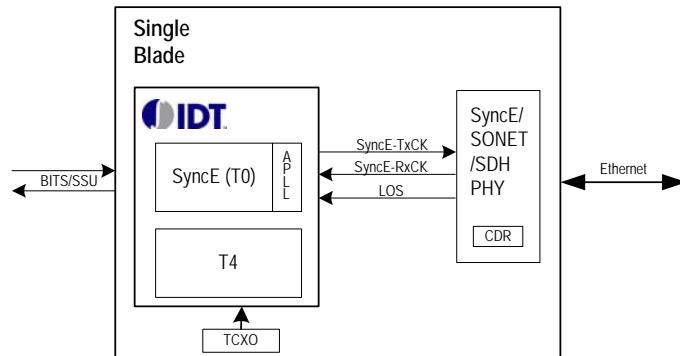 Single
Blade
IDT
SyncE (T0)
APLL
T4
TCXO
BITS/SSU
SyncE-TxCK
SyncE-RxCK
LOS
SyncE/
SONET
/SDH
PHY
CDR
Ethernet